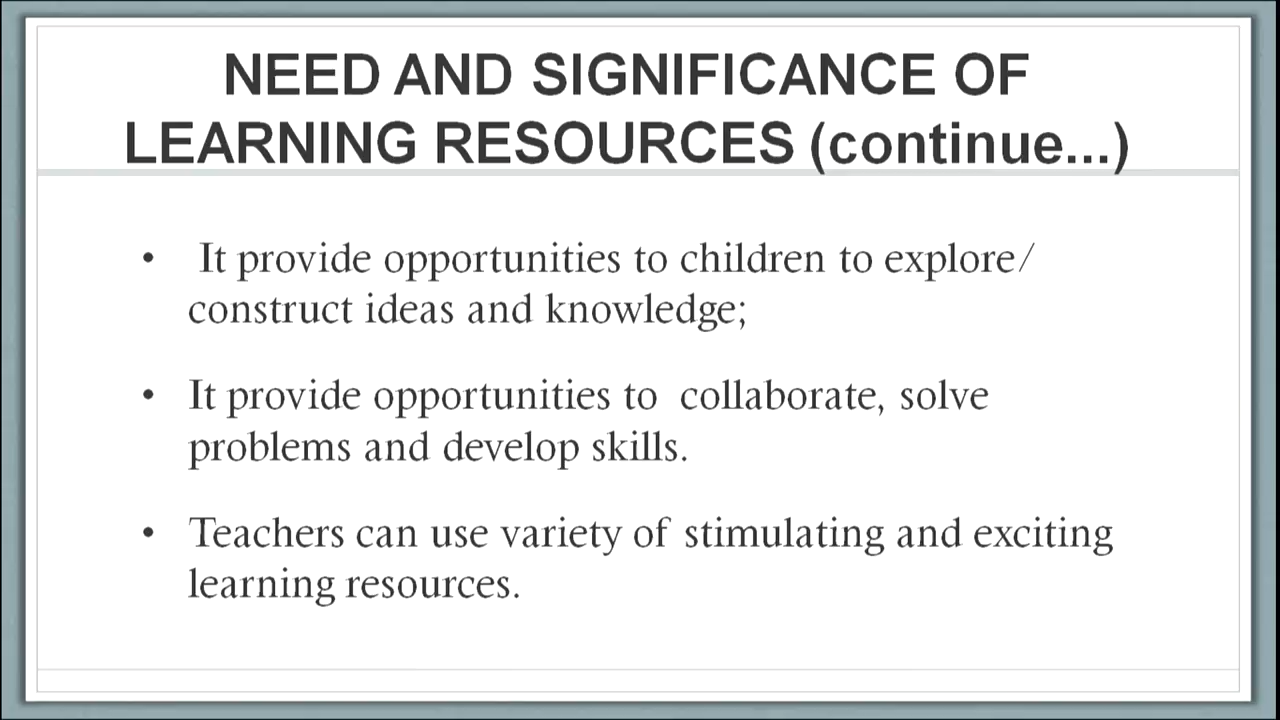 NEED AND SIGNIFICANCE OF
LEARNING RESOURCES (continue...)
• It provide opportunities to children to explore/
construct ideas and knowledge;
• It provide opportunities to collaborate, solve
problems and develop skills.
• Teachers can use variety of stimulating and exciting
learning resources.